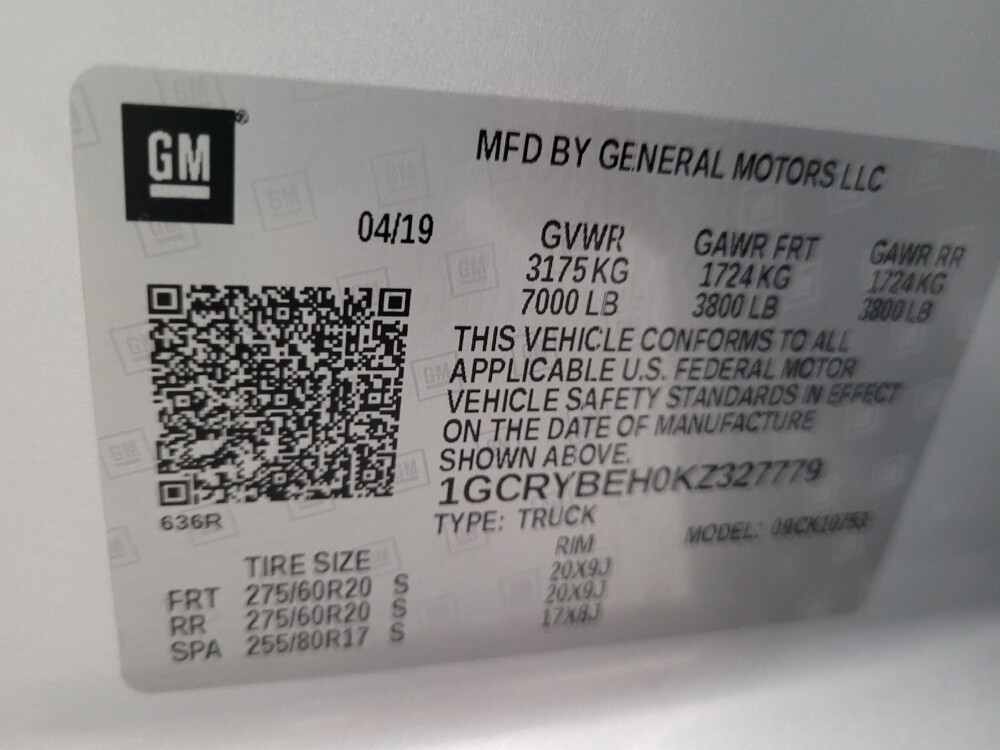 GM
MFD BY GENERAL MOTORS LLC
04/19
GVWR GAWR FRT GAWR RR
3175 KG 1724 KG 1724 KG
7000 LB 3800 LB 3800 LB
THIS VEHICLE CONFORMS TO ALL
APPLICABLE U.S. FEDERAL MOTOR
VEHICLE SAFETY STANDARDS IN EFFECT
ON THE DATE OF MANUFACTURE
SHOWN ABOVE.
1GCRYBEH0KZ327779
636R
TYPE: TRUCK MODEL:
TIRE SIZE RIM
FRT 275/60R20 S 20X9J
RR 275/60R20 S 20X9J
SPA 255/80R17 S 17X8J